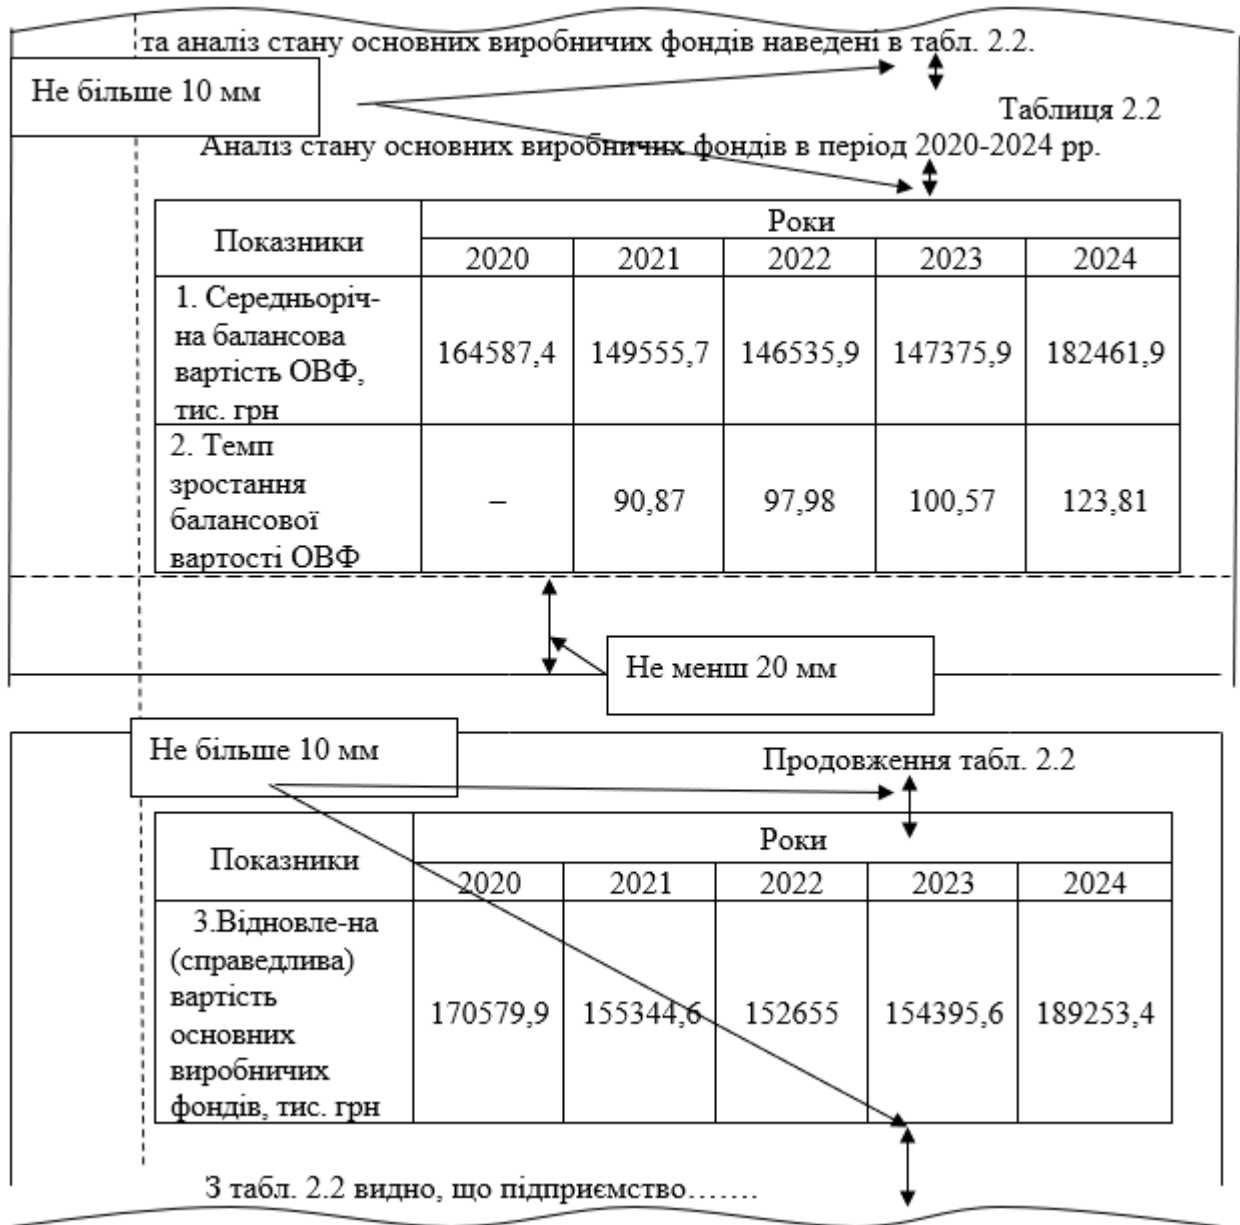 та аналіз стану основних виробничих фондів наведені в табл. 2.2.
Не більше 10 мм
Таблиця 2.2
Аналіз стану основних виробничих фондів в період 2020-2024 рр.
Показники
Роки
2020 2021 2022 2023 2024
1. Середньоріч-
на балансова
вартість ОВФ,
тис. грн
164587,4 149555,7 146535,9 147375,9 182461,9
2. Темп
зростання
балансової
вартості ОВФ
– 90,87 97,98 100,57 123,81
Не менш 20 мм
Не більше 10 мм
Продовження табл. 2.2
Показники
Роки
2020 2021 2022 2023 2024
3.Відновле-на
(справедлива)
вартість
основних
виробничих
фондів, тис. грн
170579,9 155344,6 152655 154395,6 189253,4
З табл. 2.2 видно, що підприємство…….